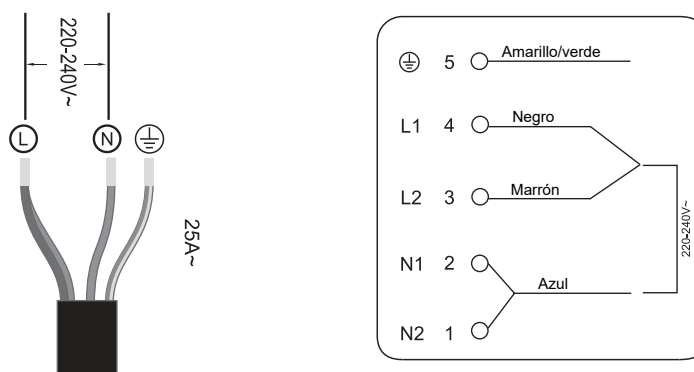 220-240V~
L
N
25A~
5 Amarillo/verde
L1 4 Negro
L2 3 Marrón
N1 2
Azul
N2 1
220-240V~